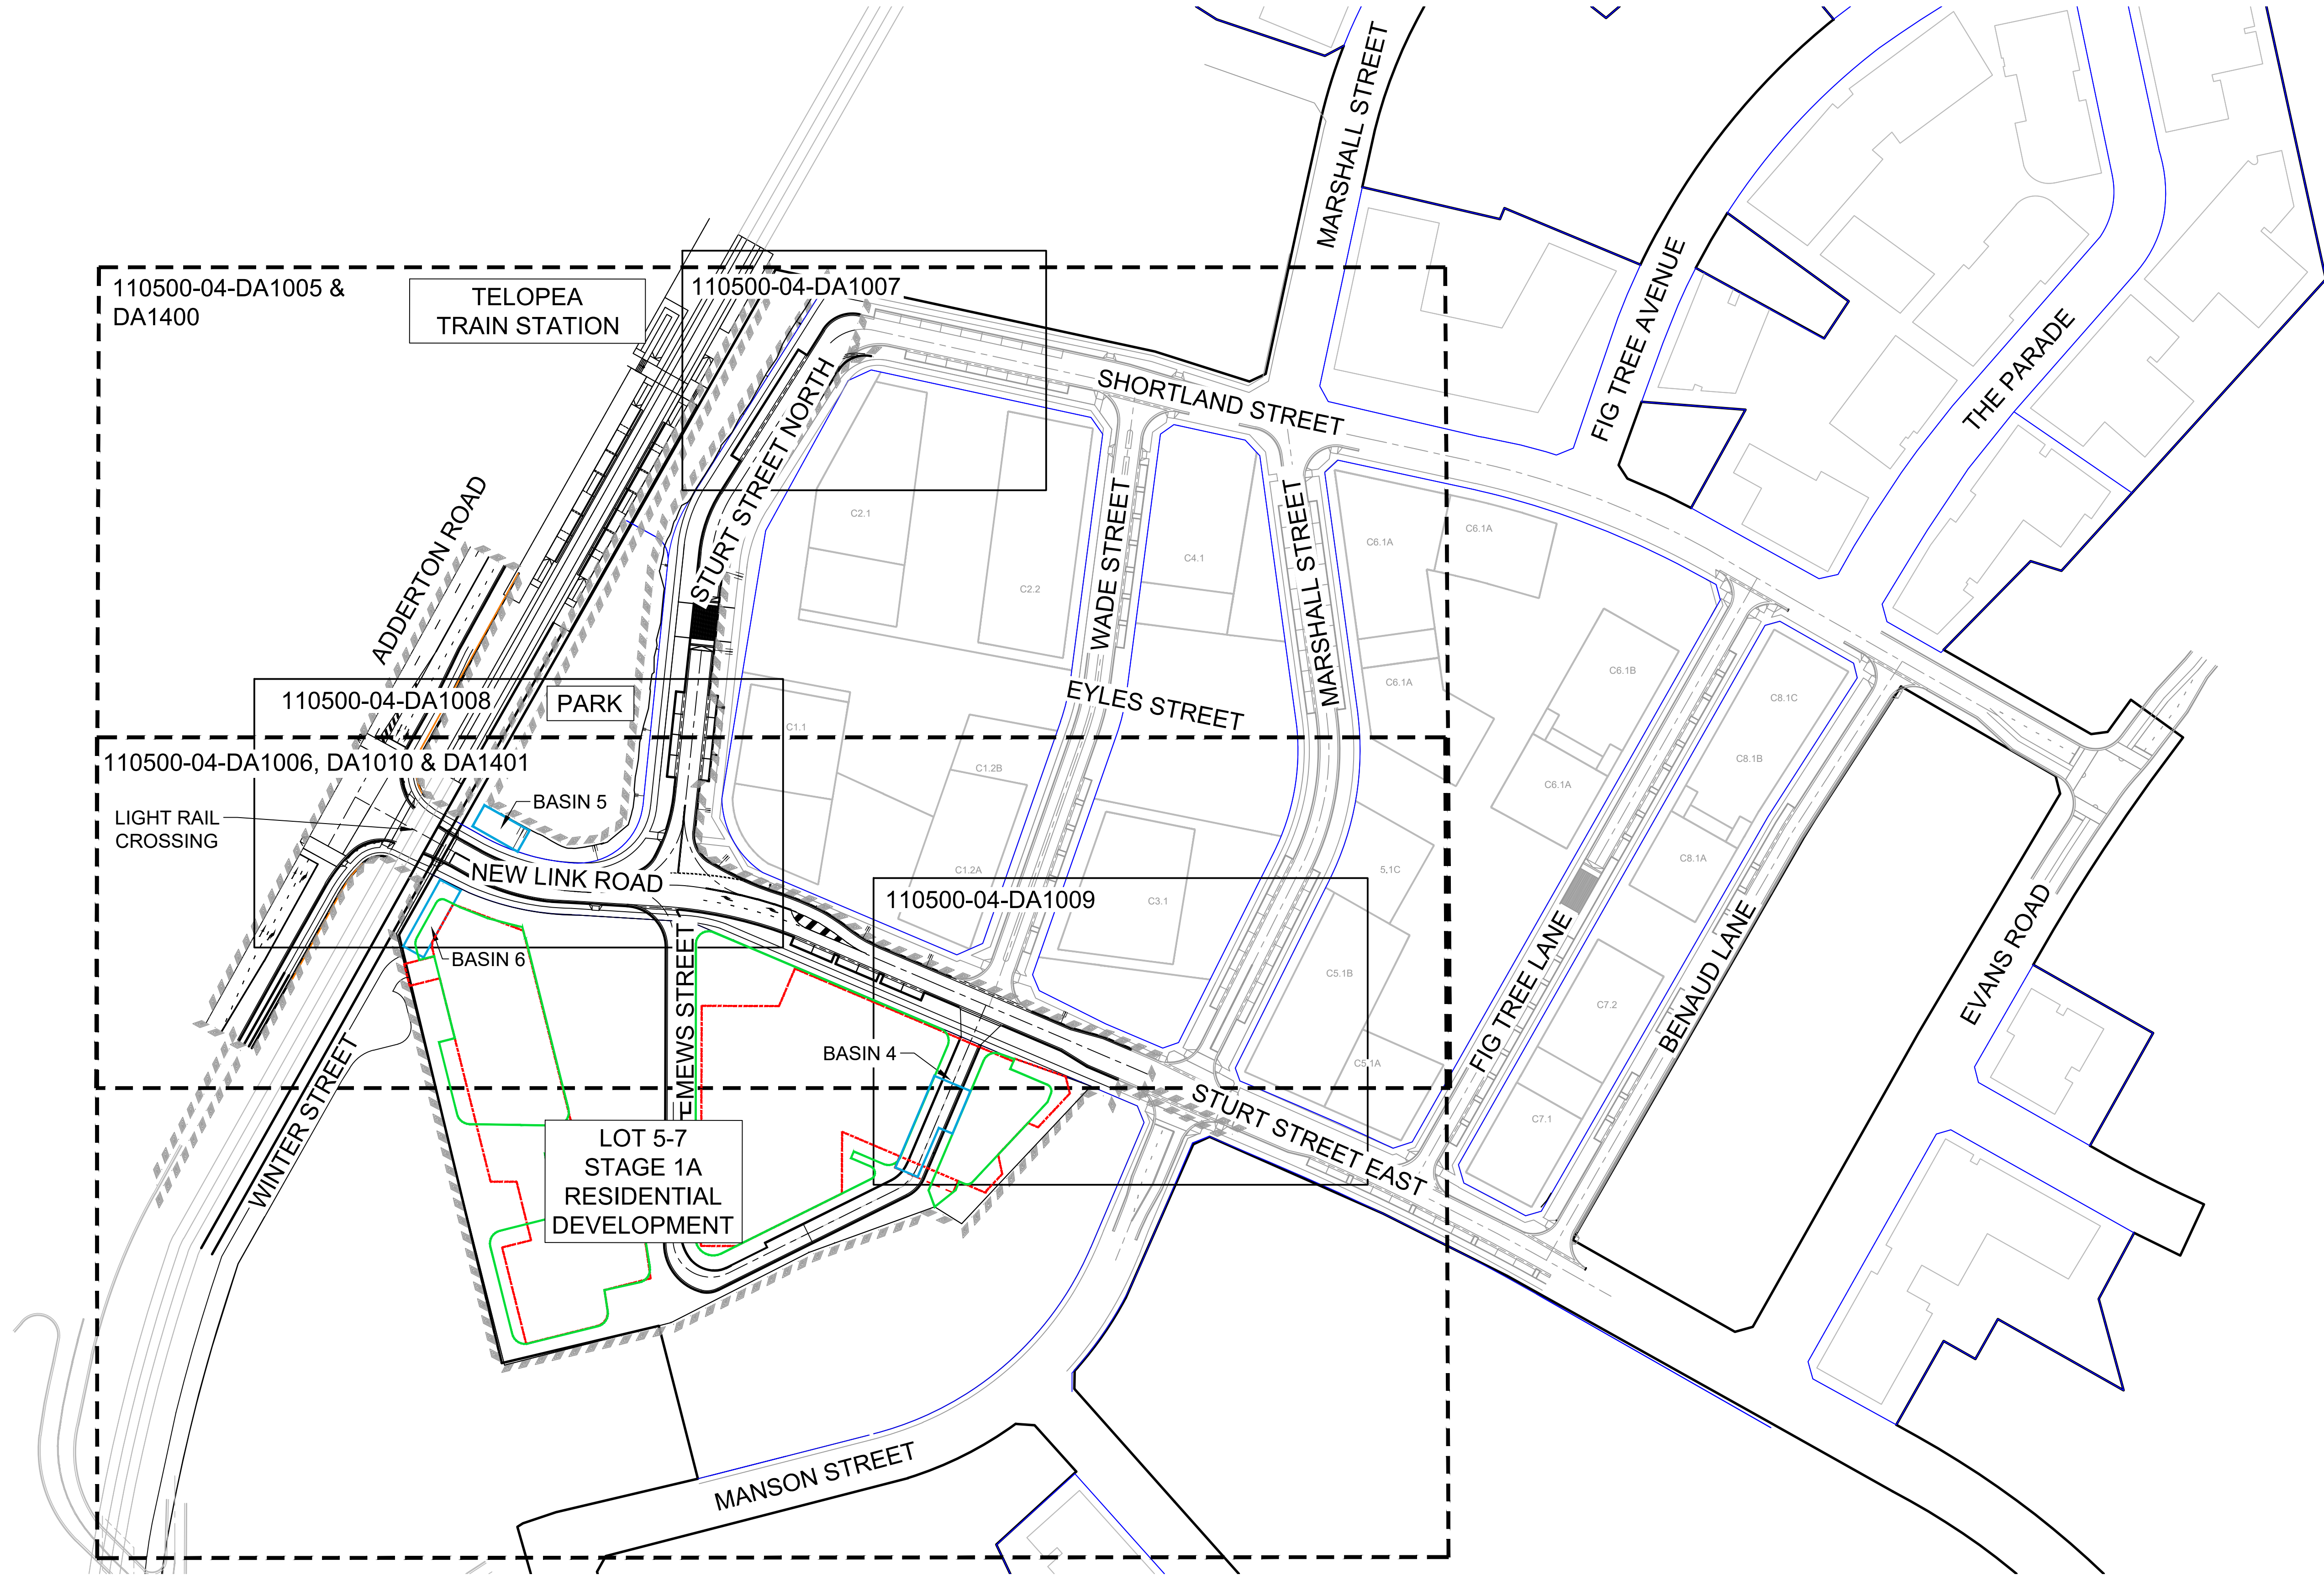 MARSHALL STREET
110500-04-DA1005 &
DA1400
TELOPEA
TRAIN STATION
110500-04-DA1007
FIG TREE AVENUE
THE PARADE
SHORTLAND STREET
STURT STREET NORTH
ADDERTON ROAD
WADE STREET
MARSHALL STREET
C2.1
C2.2
C4.1
C6.1A
C6.1A
C6.1A
C6.1B
C8.1C
EYLES STREET
110500-04-DA1008
PARK
C1.1
110500-04-DA1006, DA1010 & DA1401
C1.2B
C6.1A
C8.1B
BASIN 5
LIGHT RAIL
CROSSING
NEW LINK ROAD
C1.2A
110500-04-DA1009
C3.1
5.1C
C8.1A
FIG TREE LANE
BENAUD LANE
EVANS ROAD
BASIN 6
EMEWS STREET
C5.1B
C7.2
BASIN 4
C5.1A
WINTER STREET
STURT STREET EAST
C7.1
LOT 5-7
STAGE 1A
RESIDENTIAL
DEVELOPMENT
MANSON STREET